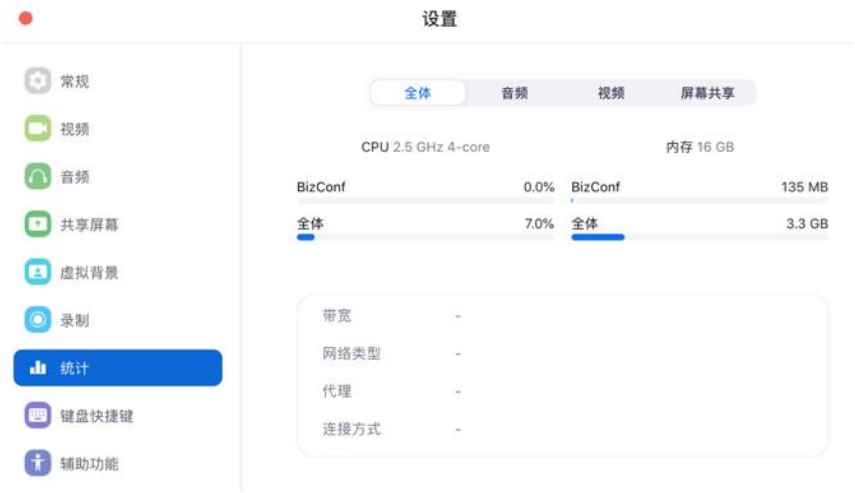 设置
常规
视频
音频
共享屏幕
虚拟背景
录制
统计
键盘快捷键
辅助功能
全体 音频 视频 屏幕共享
CPU 2.5 GHz 4-core 内存 16 GB
BizConf 0.0% BizConf 135 MB
全体 7.0% 全体 3.3 GB
带宽 -
网络类型 -
代理 -
连接方式 -